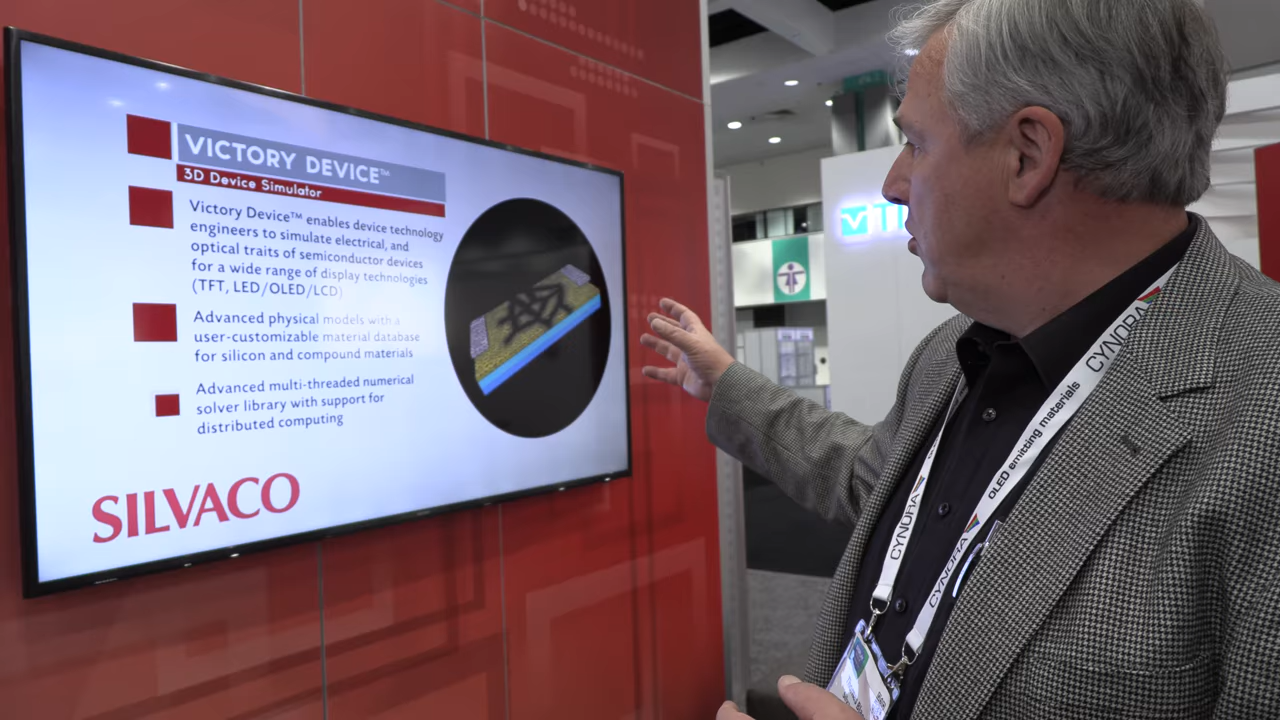 VICTORY DEVICE™
3D Device Simulator
Victory Device™ enables device technology
engineers to simulate electrical, and
optical traits of semiconductor devices
for a wide range of display technologies
(TFT, LED/OLED/LCD)
Advanced physical models with a
user-customizable material database
for silicon and compound materials
Advanced multi-threaded numerical
solver library with support for
distributed computing
SILVACO
CYNORA
OLED emitting materials
CYNORA
CYNORA